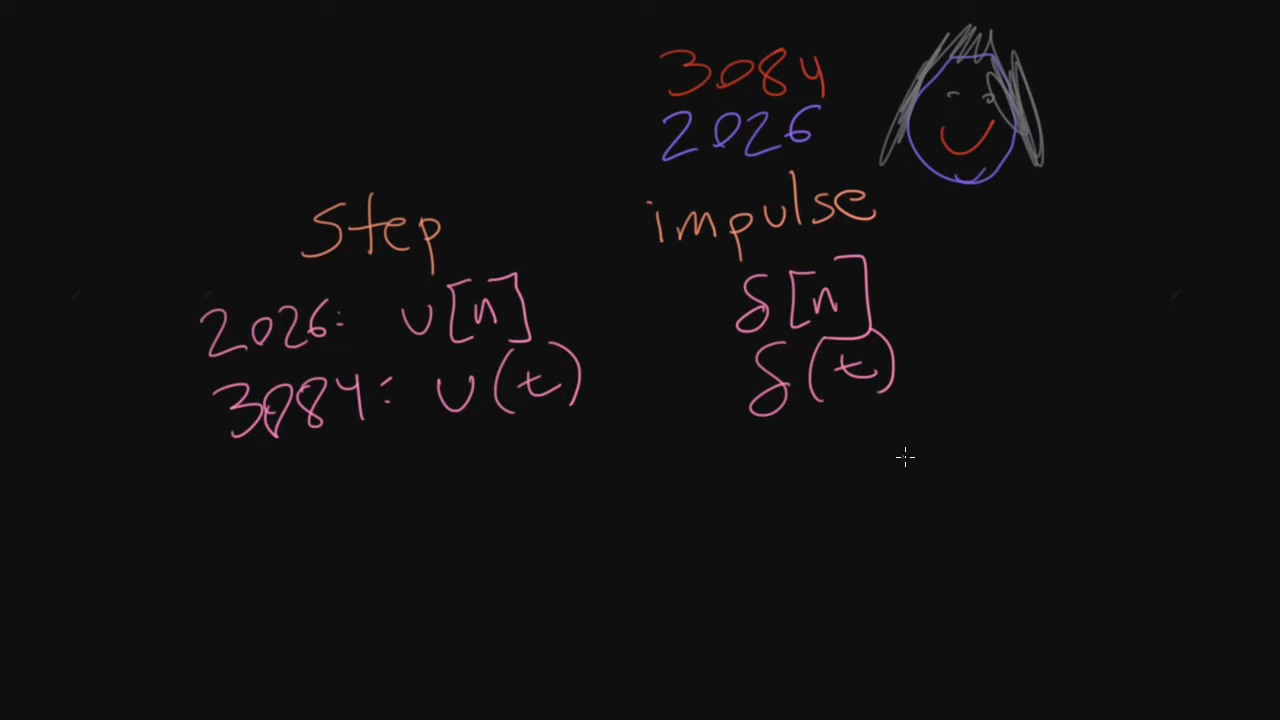 3084
2026
Step impulse
2026: u[n] δ[n]
3084: u(t) δ(t)